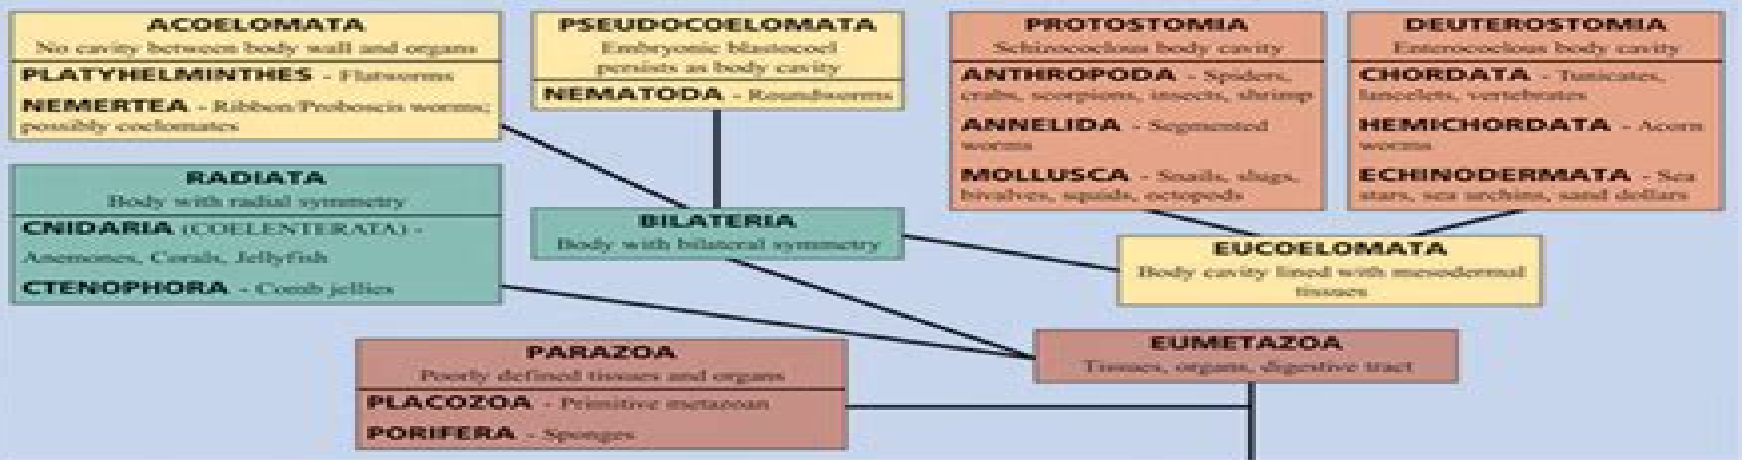 ACOELOMATA
No cavity between body wall and organs
PLATYHELMINTHES - Flatworms
NEMERTEA - Ribbon/Proboscis worms;
possibly coelomates
PSEUDOCOELOMATA
Embryonic blastocoel
persists as body cavity
NEMATODA - Roundworms
PROTOSTOMIA
Schizocoelous body cavity
ANTHROPODA - Spiders,
crabs, scorpions, insects, shrimp
ANNELIDA - Segmented
worms
MOLLUSCA - Snails, slugs,
bivalves, squids, octopods
DEUTEROSTOMIA
Enterocoelous body cavity
CHORDATA - Tunicates,
lancelets, vertebrates
HEMICHORDATA - Acorn
worms
ECHINODERMATA - Sea
stars, sea urchins, sand dollars
RADIATA
Body with radial symmetry
CNIDARIA (COELENTERATA) -
Anemones, Corals, Jellyfish
CTENOPHORA - Comb jellies
BILATERIA
Body with bilateral symmetry
EUCOELOMATA
Body cavity lined with mesodermal
tissues
PARAZOA
Poorly defined tissues and organs
PLACOZOA - Primitive metazoan
PORIFERA - Sponges
EUMETAZOA
Tissues, organs, digestive tract